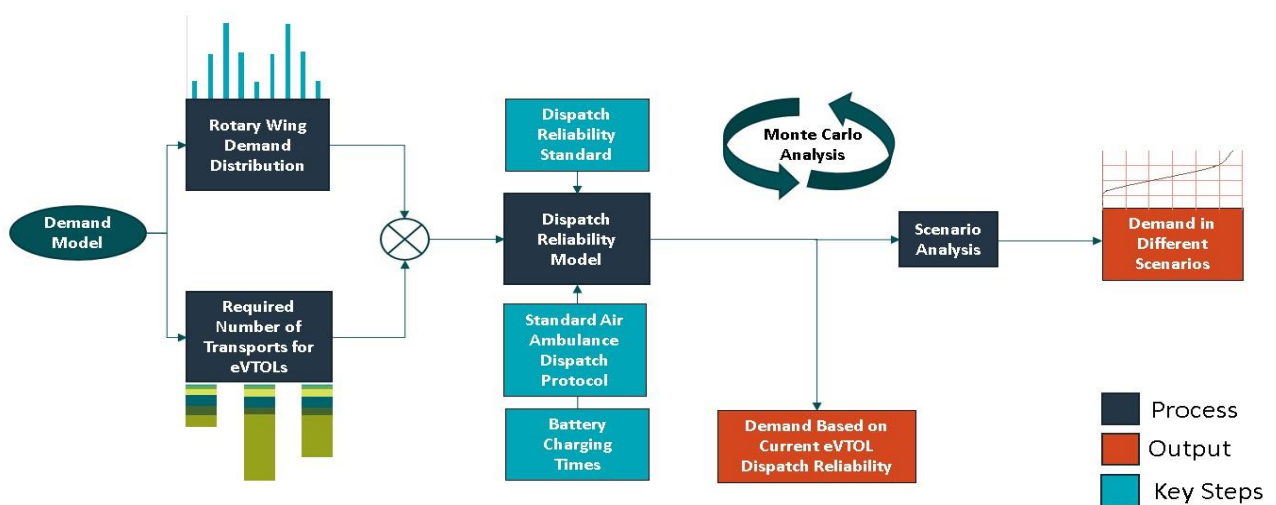 Rotary Wing
Demand
Distribution
Demand
Model
Required
Number of
Transports for
eVTOLs
Dispatch
Reliability
Standard
Dispatch
Reliability
Model
Standard Air
Ambulance
Dispatch
Protocol
Battery
Charging
Times
Monte Carlo
Analysis
Scenario
Analysis
Demand in
Different
Scenarios
Demand Based on
Current eVTOL
Dispatch Reliability
Process
Output
Key Steps